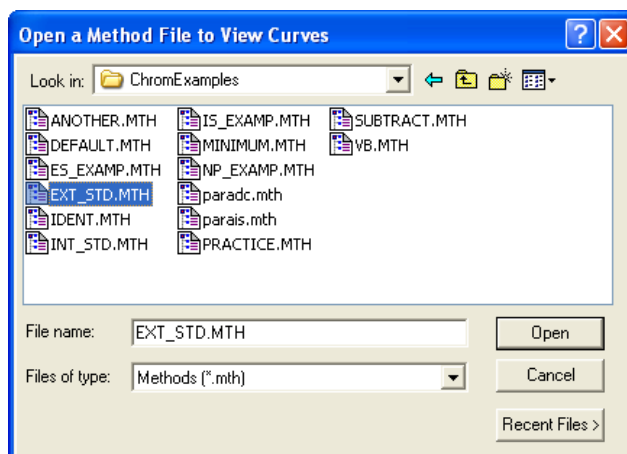 Open a Method File to View Curves
Look in: ChromExamples
ANOTHER.MTH IS_EXAMP.MTH SUBTRACT.MTH
DEFAULT.MTH MINIMUM.MTH VB.MTH
ES_EXAMP.MTH NP_EXAMP.MTH
EXT_STD.MTH paradc.mth
IDENT.MTH parais.mth
INT_STD.MTH PRACTICE.MTH
File name: EXT_STD.MTH Open
Files of type: Methods (*.mth) Cancel
Recent Files >